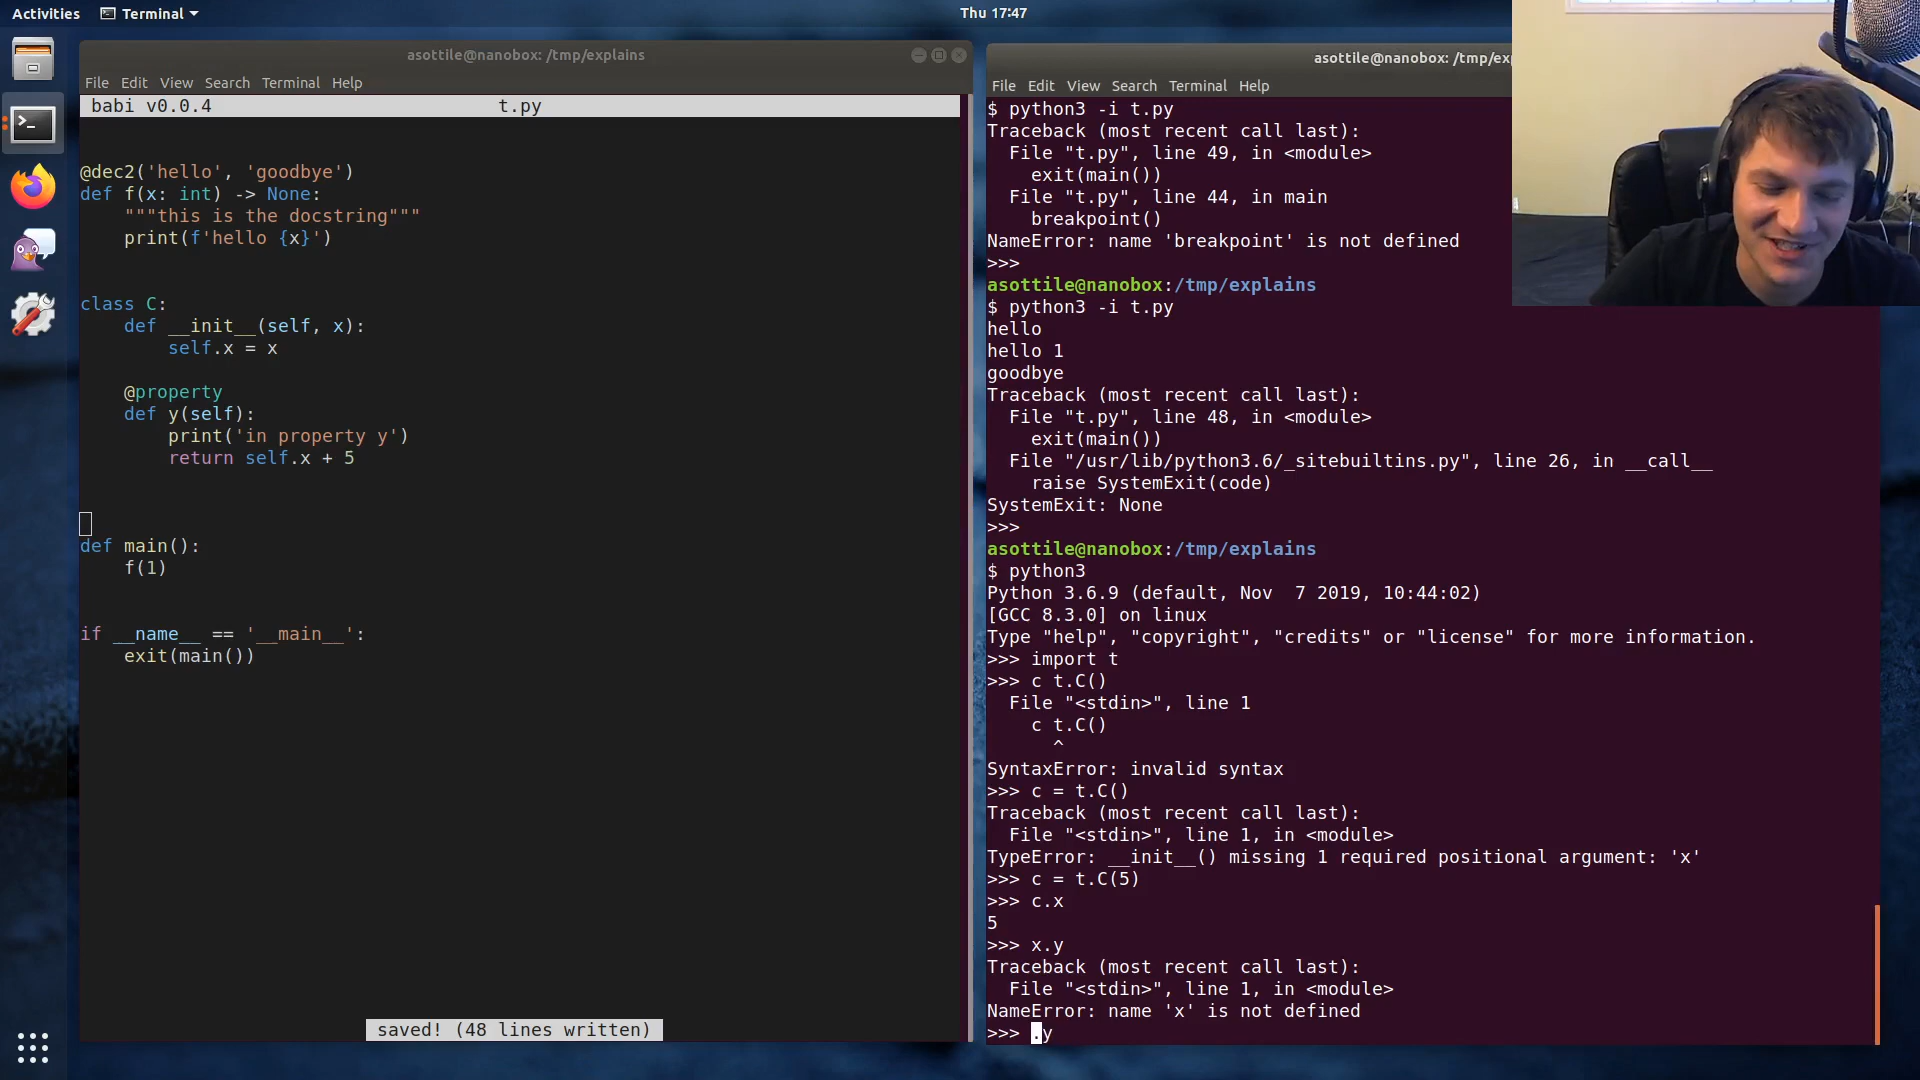 Activities
Terminal
Thu 17:47
asottile@nanobox: /tmp/explains
File Edit View Search Terminal Help
babi v0.0.4 t.py
@dec2('hello', 'goodbye')
def f(x: int) -> None:
    """this is the docstring"""
    print(f'hello {x}')
class C:
    def __init__(self, x):
        self.x = x
    @property
    def y(self):
        print('in property y')
        return self.x + 5
def main():
    f(1)
if __name__ == '__main__':
    exit(main())
saved! (48 lines written)
asottile@nanobox: /tmp/ex
File Edit View Search Terminal Help
$ python3 -i t.py
Traceback (most recent call last):
  File "t.py", line 49, in <module>
    exit(main())
  File "t.py", line 44, in main
    breakpoint()
NameError: name 'breakpoint' is not defined
>>>
asottile@nanobox:/tmp/explains
$ python3 -i t.py
hello
hello 1
goodbye
Traceback (most recent call last):
  File "t.py", line 48, in <module>
    exit(main())
  File "/usr/lib/python3.6/_sitebuiltins.py", line 26, in __call__
    raise SystemExit(code)
SystemExit: None
>>>
asottile@nanobox:/tmp/explains
$ python3
Python 3.6.9 (default, Nov  7 2019, 10:44:02)
[GCC 8.3.0] on linux
Type "help", "copyright", "credits" or "license" for more information.
>>> import t
>>> c t.C()
  File "<stdin>", line 1
    c t.C()
      ^
SyntaxError: invalid syntax
>>> c = t.C()
Traceback (most recent call last):
  File "<stdin>", line 1, in <module>
TypeError: __init__() missing 1 required positional argument: 'x'
>>> c = t.C(5)
>>> c.x
5
>>> x.y
Traceback (most recent call last):
  File "<stdin>", line 1, in <module>
NameError: name 'x' is not defined
>>> .y